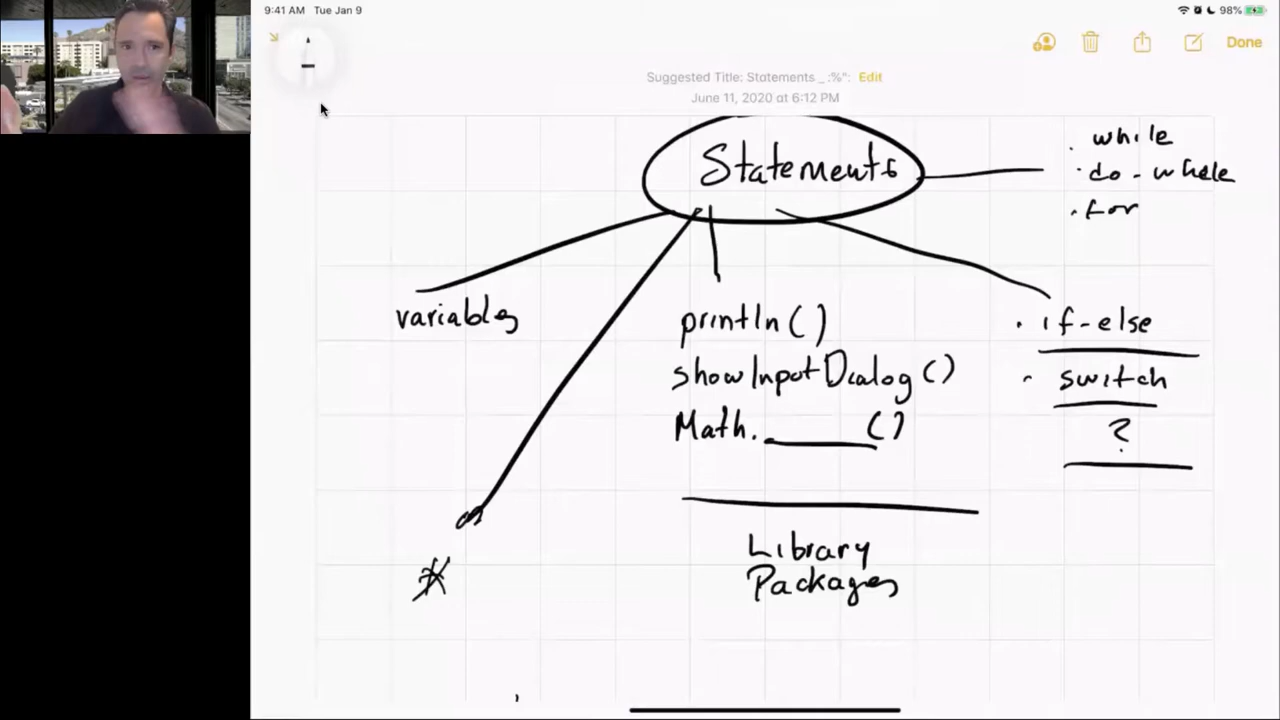 9:41 AM Tue Jan 9
98%
Done
Suggested Title: Statements _ :%": Edit
June 11, 2020 at 6:12 PM
Statements
. while
. do - while
. for
variables
println()
showInputDialog()
Math. ______ ()
. if-else
- switch
?
Library
Packages